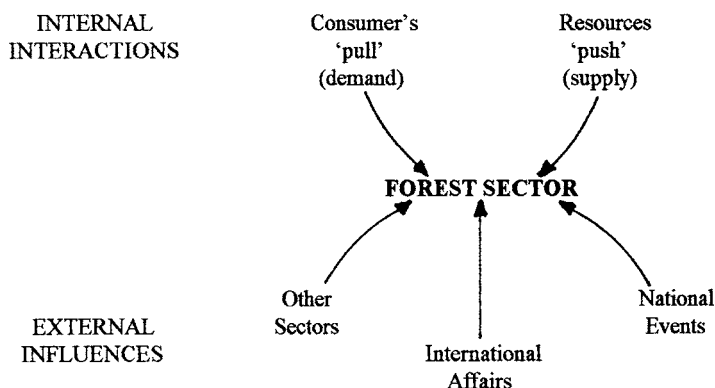 INTERNAL
INTERACTIONS
Consumer's
'pull'
(demand)
Resources
'push'
(supply)
FOREST SECTOR
Other
Sectors
National
Events
EXTERNAL
INFLUENCES
International
Affairs